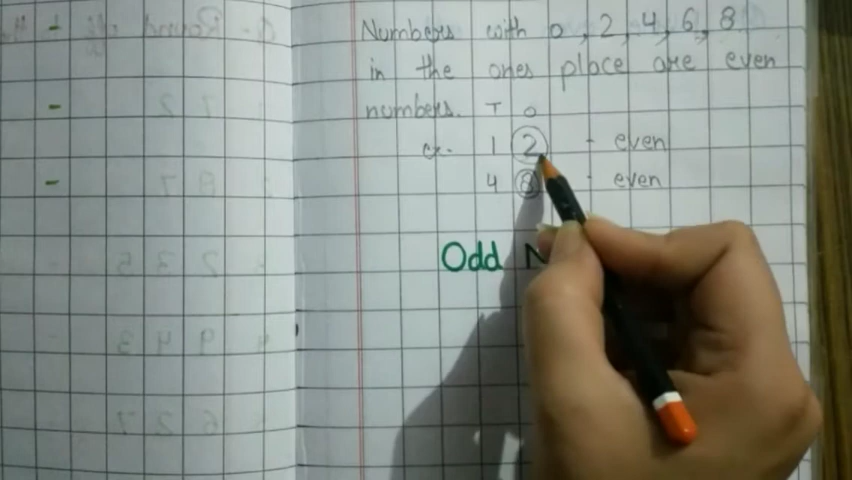 Numbers with 0, 2, 4, 6, 8
in the ones place are even
numbers. T O
ex. 1 2 - even
4 8 - even
Odd N